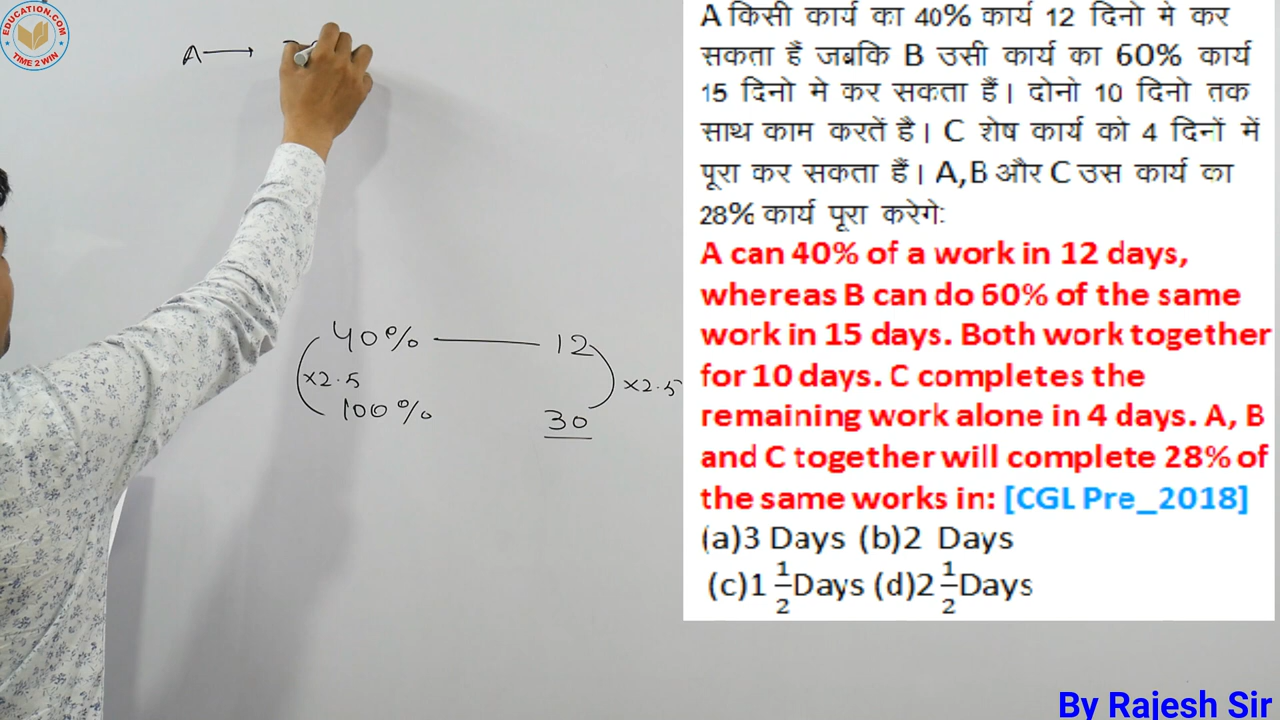 EDUCATION.COM
TIME 2 WIN
A →
40% — 12
×2.5
×2.5
100% 30
A किसी कार्य का 40% कार्य 12 दिनो मे कर
सकता हैं जबकि B उसी कार्य का 60% कार्य
15 दिनो मे कर सकता हैं। दोनो 10 दिनो तक
साथ काम करतें है। C शेष कार्य को 4 दिनों में
पूरा कर सकता हैं। A,B और C उस कार्य का
28% कार्य पूरा करेगेः
A can 40% of a work in 12 days,
whereas B can do 60% of the same
work in 15 days. Both work together
for 10 days. C completes the
remaining work alone in 4 days. A, B
and C together will complete 28% of
the same works in: [CGL Pre_2018]
(a)3 Days (b)2 Days
(c)1 1/2 Days (d)2 1/2 Days
By Rajesh Sir